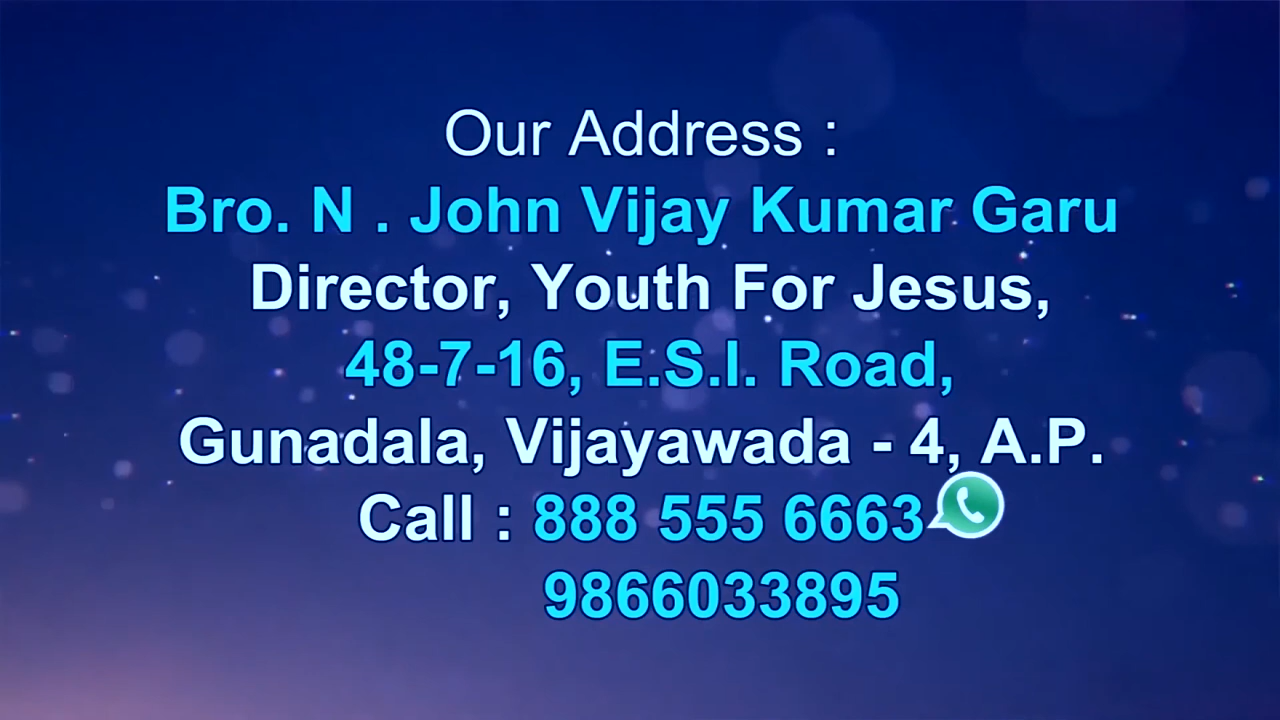 Our Address :
Bro. N . John Vijay Kumar Garu
Director, Youth For Jesus,
48-7-16, E.S.I. Road,
Gunadala, Vijayawada - 4, A.P.
Call : 888 555 6663
9866033895